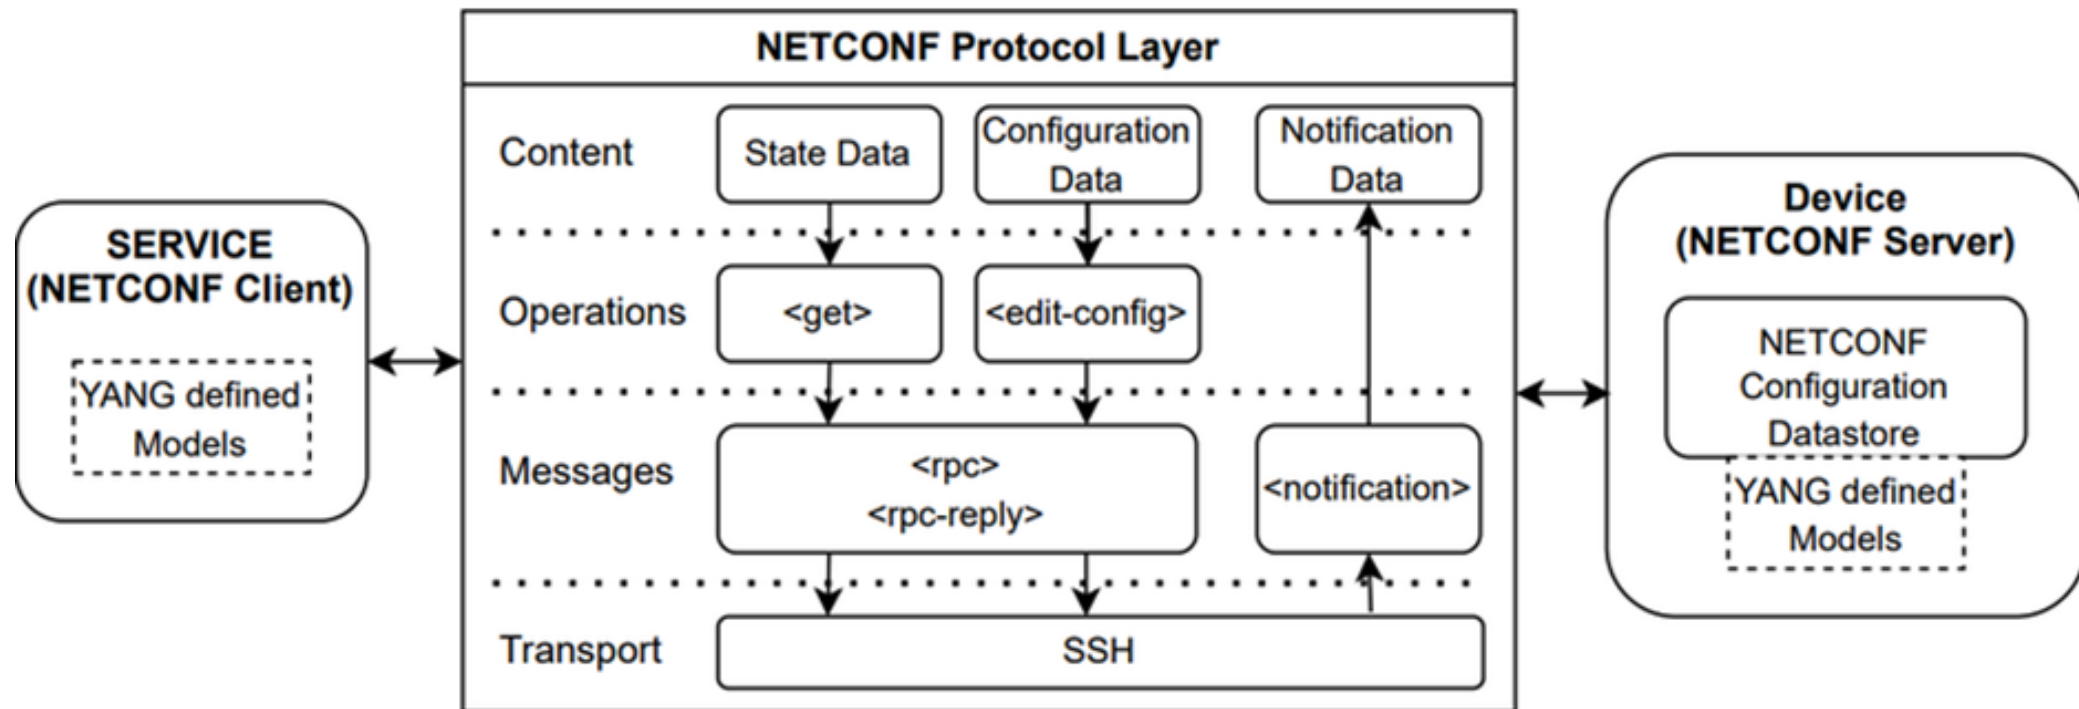 NETCONF Protocol Layer
SERVICE
(NETCONF Client)
YANG defined
Models
Content
State Data
Configuration
Data
Notification
Data
Operations
<get>
<edit-config>
Messages
<rpc>
<rpc-reply>
<notification>
Transport
SSH
Device
(NETCONF Server)
NETCONF
Configuration
Datastore
YANG defined
Models